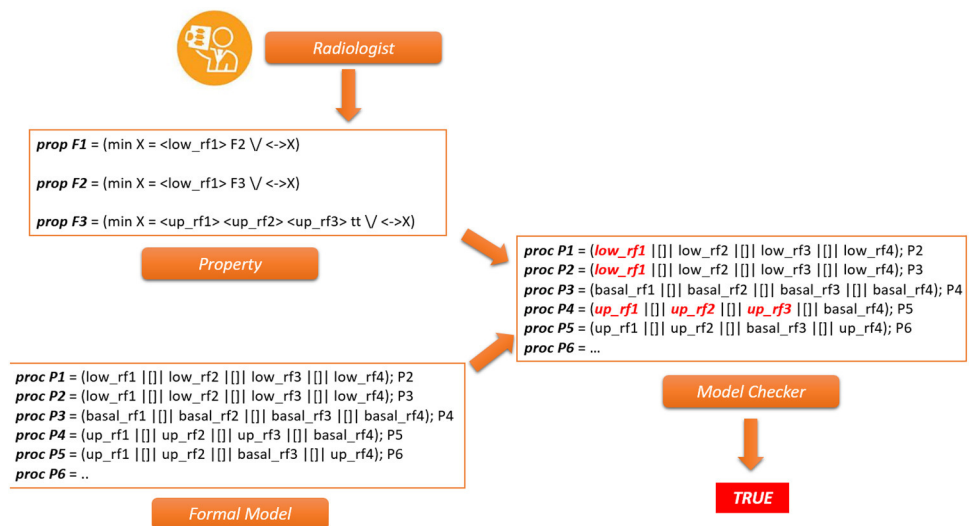 Radiologist
prop F1 = (min X = <low_rf1> F2 \/ <->X)
prop F2 = (min X = <low_rf1> F3 \/ <->X)
prop F3 = (min X = <up_rf1> <up_rf2> <up_rf3> tt \/ <->X)
Property
proc P1 = (low_rf1 |[]| low_rf2 |[]| low_rf3 |[]| low_rf4); P2
proc P2 = (low_rf1 |[]| low_rf2 |[]| low_rf3 |[]| low_rf4); P3
proc P3 = (basal_rf1 |[]| basal_rf2 |[]| basal_rf3 |[]| basal_rf4); P4
proc P4 = (up_rf1 |[]| up_rf2 |[]| up_rf3 |[]| basal_rf4); P5
proc P5 = (up_rf1 |[]| up_rf2 |[]| basal_rf3 |[]| up_rf4); P6
proc P6 = ...
Model Checker
TRUE
proc P1 = (low_rf1 |[]| low_rf2 |[]| low_rf3 |[]| low_rf4); P2
proc P2 = (low_rf1 |[]| low_rf2 |[]| low_rf3 |[]| low_rf4); P3
proc P3 = (basal_rf1 |[]| basal_rf2 |[]| basal_rf3 |[]| basal_rf4); P4
proc P4 = (up_rf1 |[]| up_rf2 |[]| up_rf3 |[]| basal_rf4); P5
proc P5 = (up_rf1 |[]| up_rf2 |[]| basal_rf3 |[]| up_rf4); P6
proc P6 = ..
Formal Model